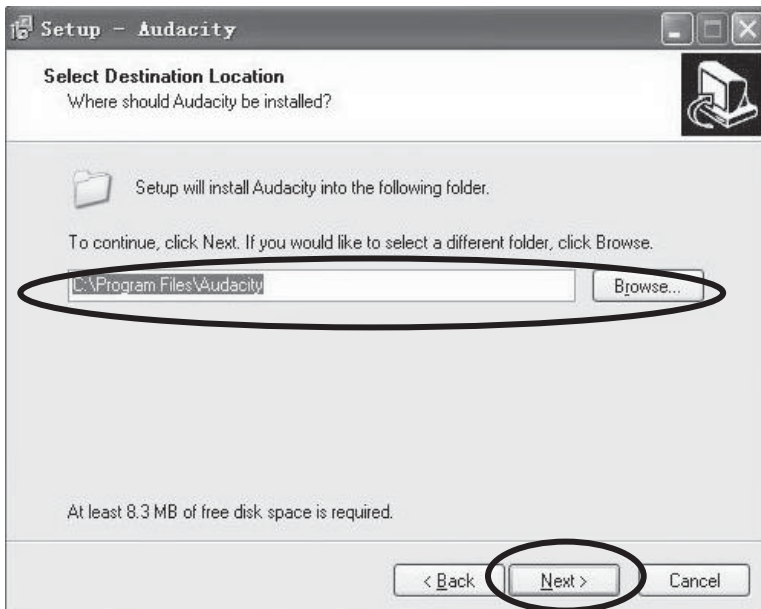 Setup - Audacity
Select Destination Location
Where should Audacity be installed?
Setup will install Audacity into the following folder.
To continue, click Next. If you would like to select a different folder, click Browse.
C:\Program Files\Audacity
Browse...
At least 8.3 MB of free disk space is required.
< Back
Next >
Cancel